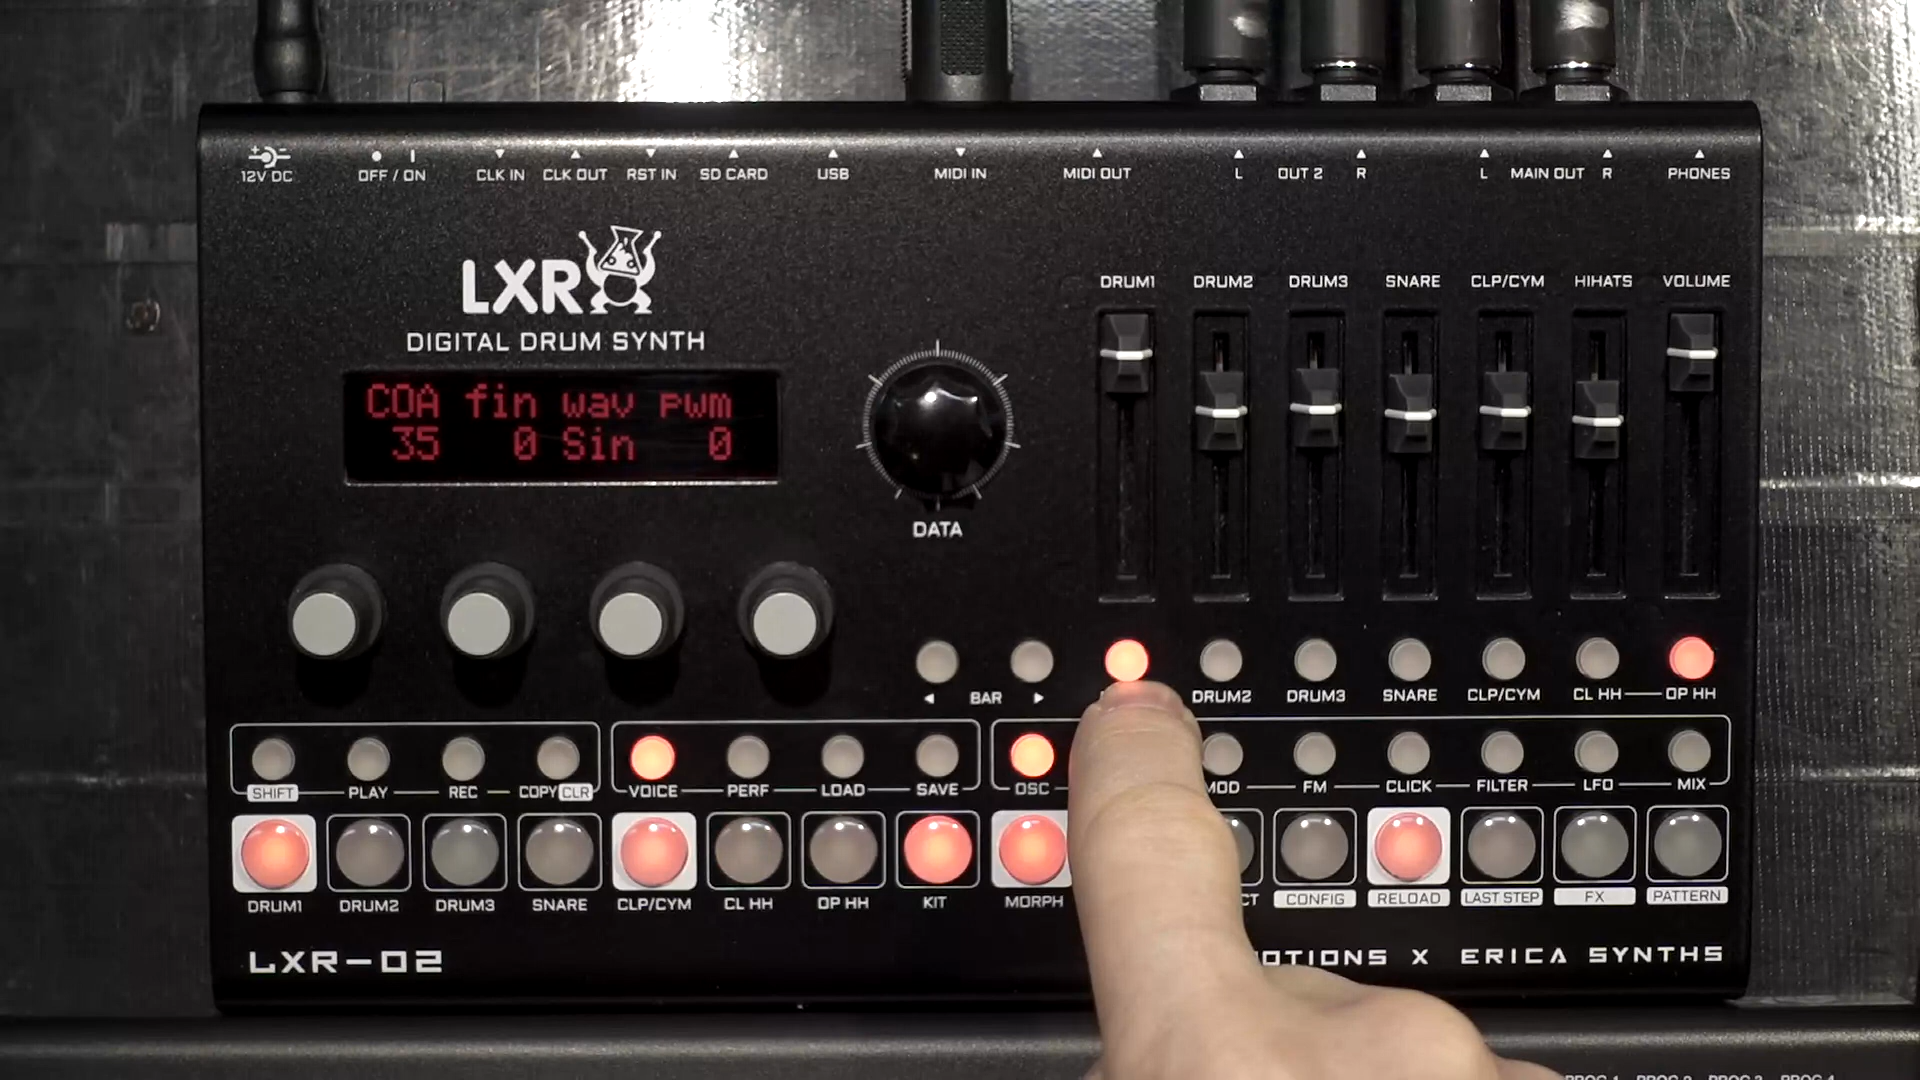 12V DC OFF / ON CLK IN CLK OUT RST IN SD CARD USB MIDI IN MIDI OUT L OUT 2 R L MAIN OUT R PHONES
LXR
DIGITAL DRUM SYNTH
DRUM1 DRUM2 DRUM3 SNARE CLP/CYM HIHATS VOLUME
COA fin wav pwm
35 0 Sin 0
DATA
BAR DRUM2 DRUM3 SNARE CLP/CYM CL HH OP HH
SHIFT PLAY REC COPY CLR VOICE PERF LOAD SAVE OSC MOD FM CLICK FILTER LFO MIX
DRUM1 DRUM2 DRUM3 SNARE CLP/CYM CL HH OP HH KIT MORPH CT CONFIG RELOAD LAST STEP FX PATTERN
LXR-02 OTIONS X ERICA SYNTHS